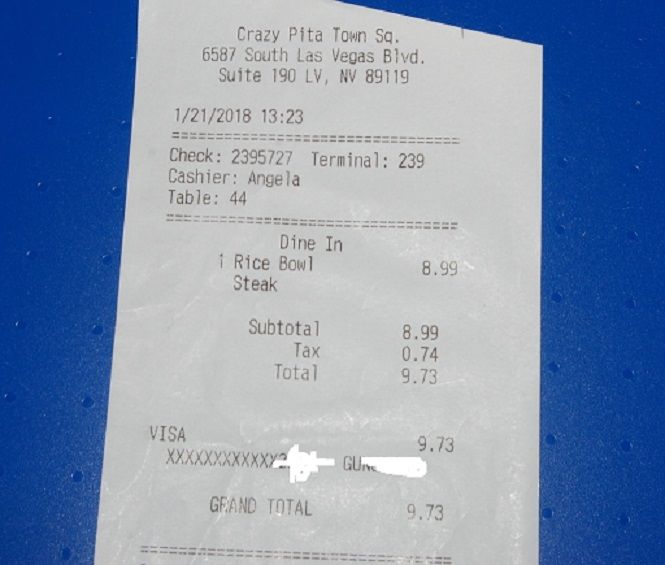 Crazy Pita Town Sq.
6587 South Las Vegas Blvd.
Suite 190 LV, NV 89119
1/21/2018 13:23
=================================
Check: 2395727 Terminal: 239
Cashier: Angela
Table: 44
=================================
Dine In
1 Rice Bowl 8.99
Steak
Subtotal 8.99
Tax 0.74
Total 9.73
VISA 9.73
XXXXXXXXXXXX
GRAND TOTAL 9.73
=================================